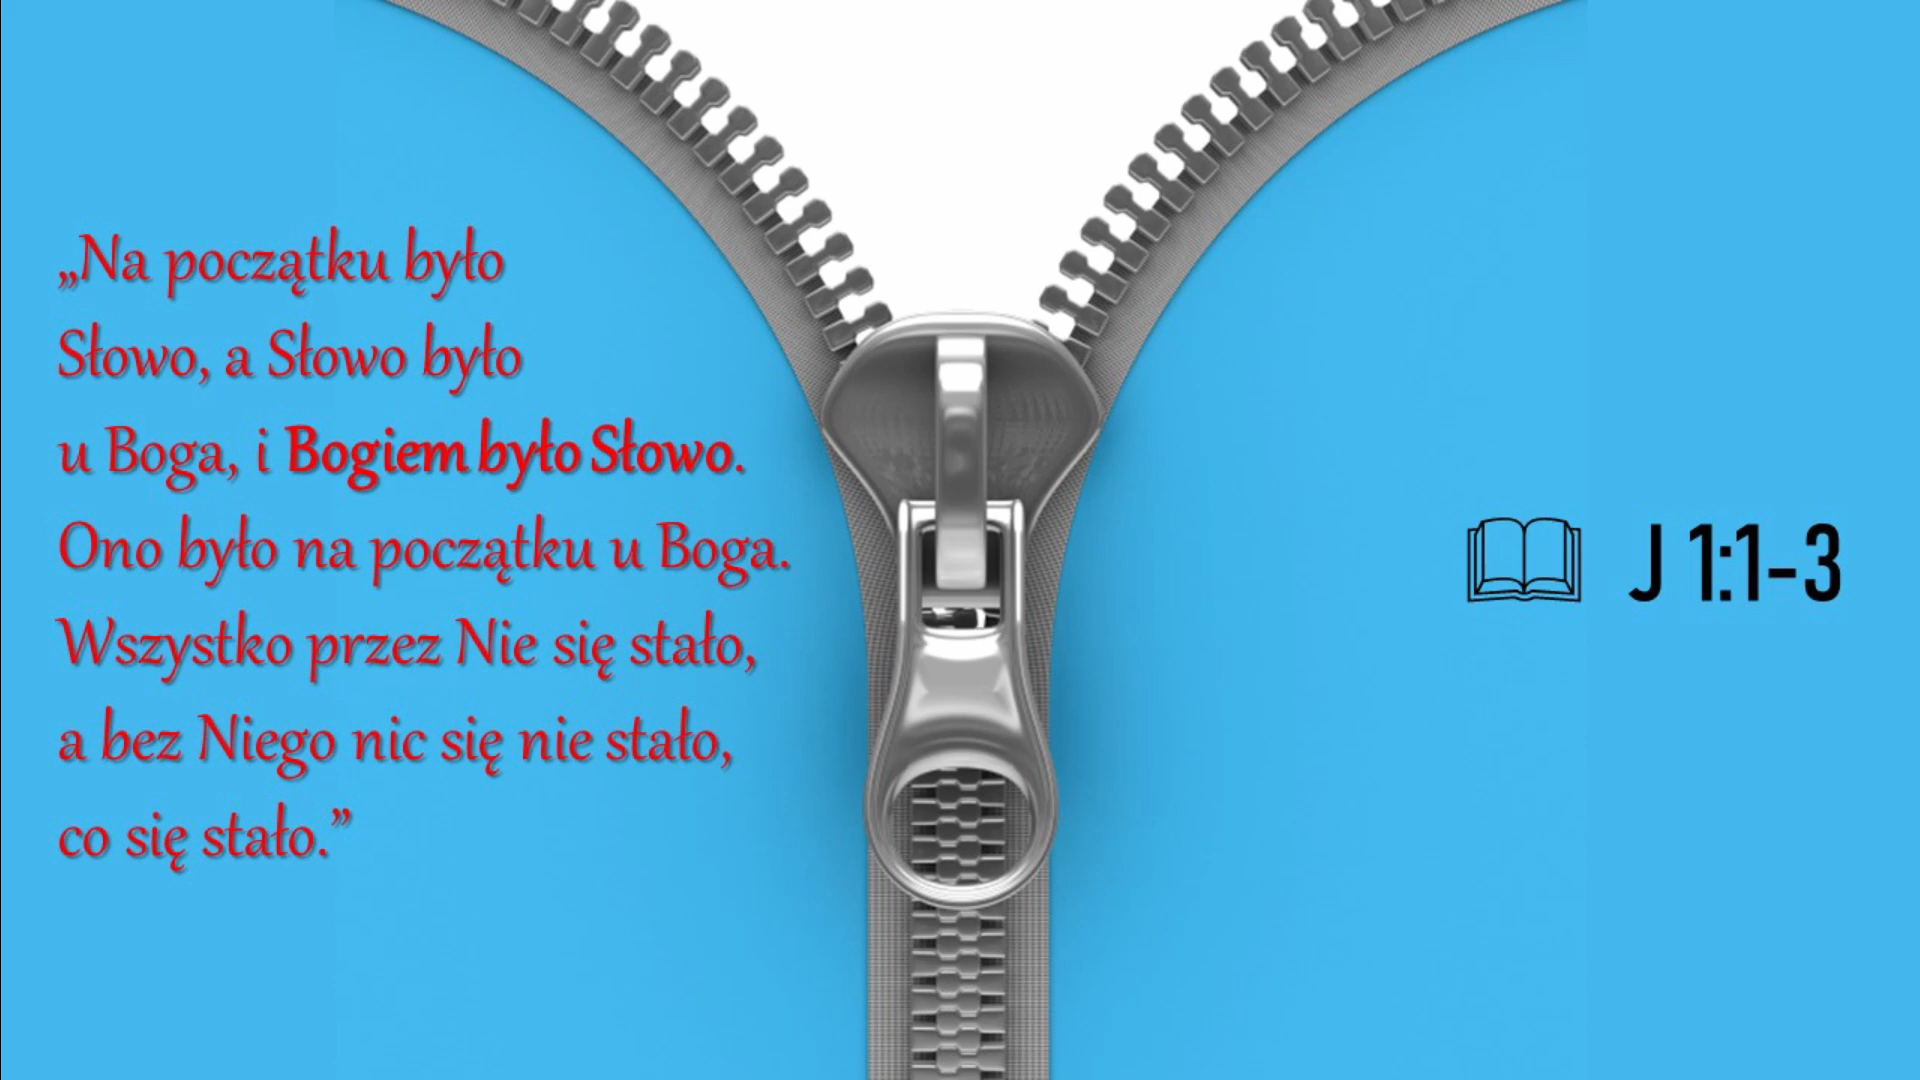 „Na początku było
Słowo, a Słowo było
u Boga, i Bogiem było Słowo.
Ono było na początku u Boga.
Wszystko przez Nie się stało,
a bez Niego nic się nie stało,
co się stało.”
J 1:1-3